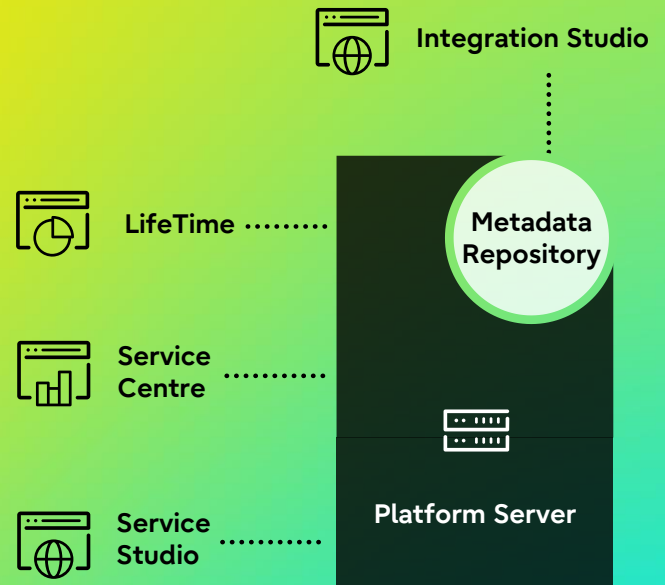 Integration Studio
LifeTime
Metadata
Repository
Service
Centre
Platform Server
Service
Studio